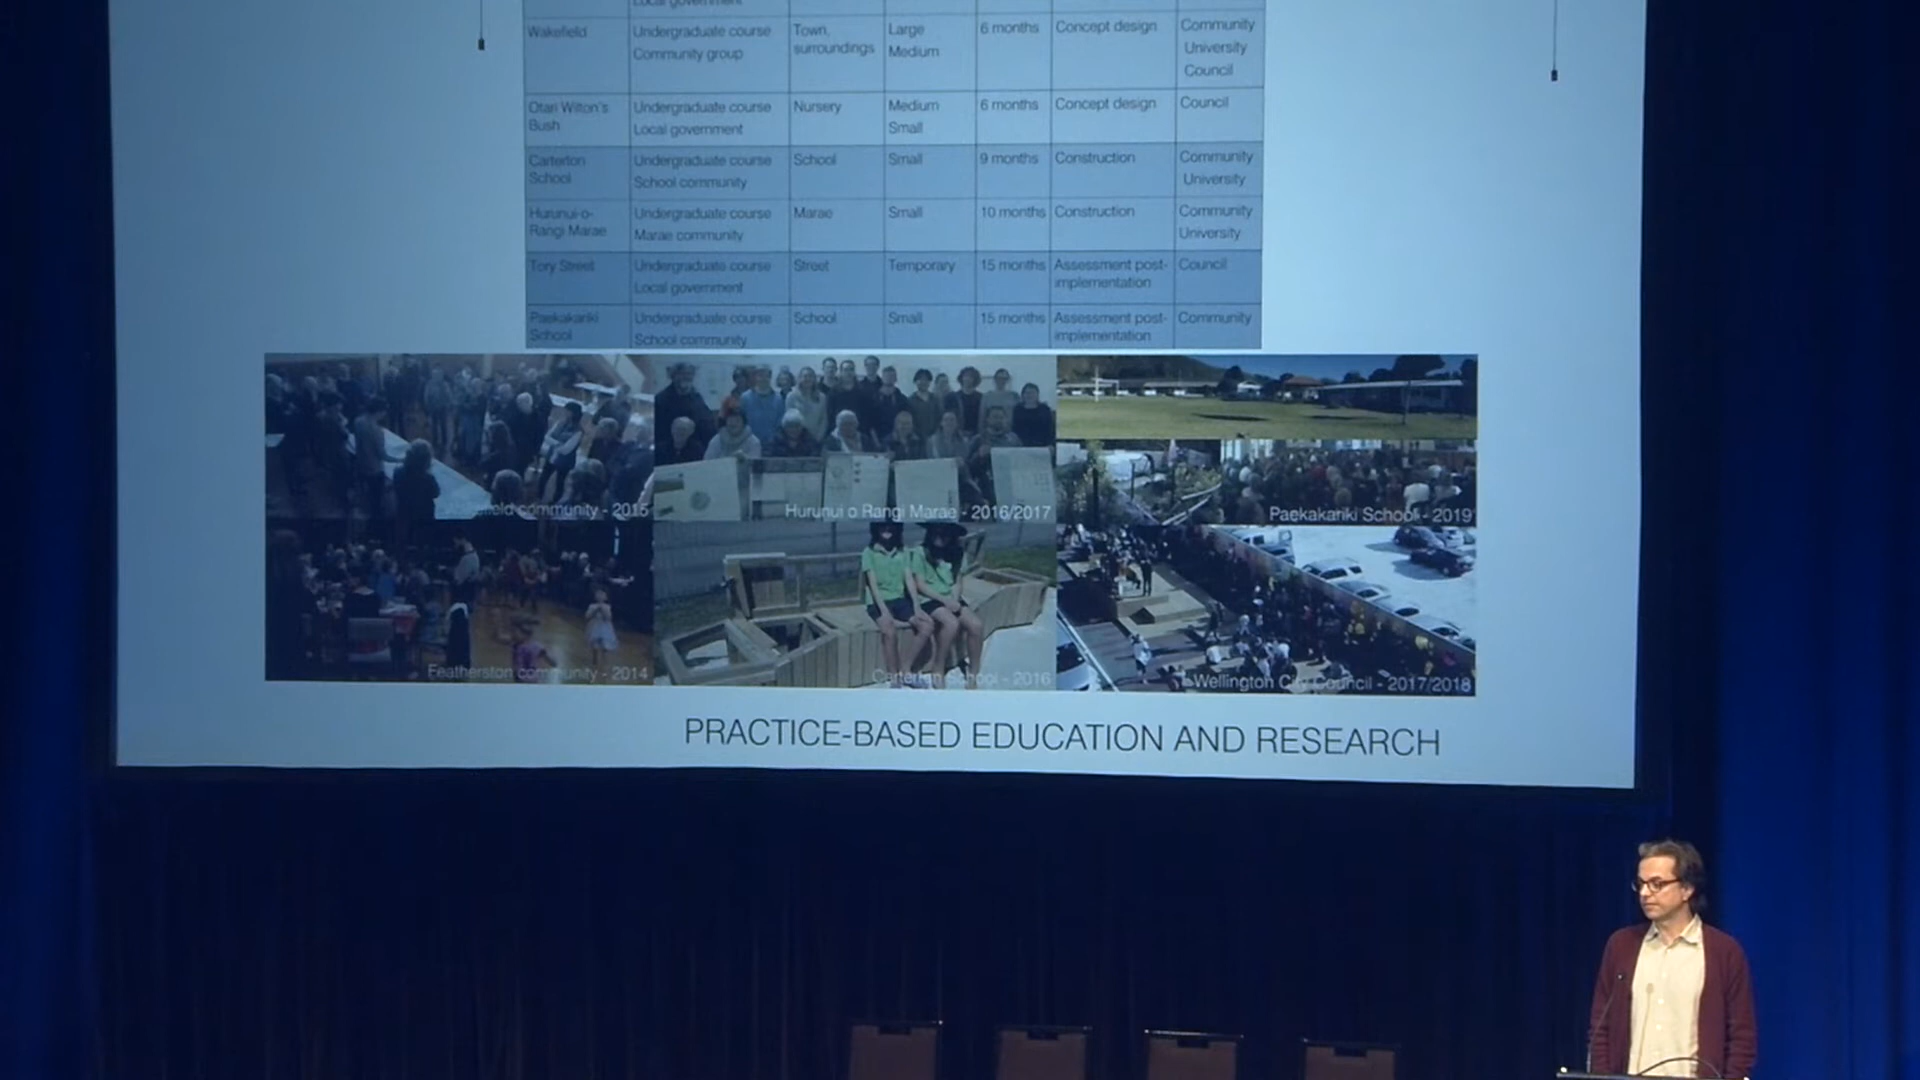 Local government
Wakefield Undergraduate course Town, Large 6 months Concept design Community
Community group surroundings Medium University
Council
Otari Wilton's Undergraduate course Nursery Medium 6 months Concept design Council
Bush Local government Small
Carterton Undergraduate course School Small 9 months Construction Community
School School community University
Hurunui-o- Undergraduate course Marae Small 10 months Construction Community
Rangi Marae Marae community University
Tory Street Undergraduate course Street Temporary 15 months Assessment post- Council
Local government implementation
Paekakariki Undergraduate course School Small 15 months Assessment post- Community
School School community implementation
community - 2015
Hurunui o Rangi Marae - 2016/2017
Paekakariki School - 2019
Featherston community - 2014
Carterton School - 2016
Wellington City Council - 2017/2018
PRACTICE-BASED EDUCATION AND RESEARCH